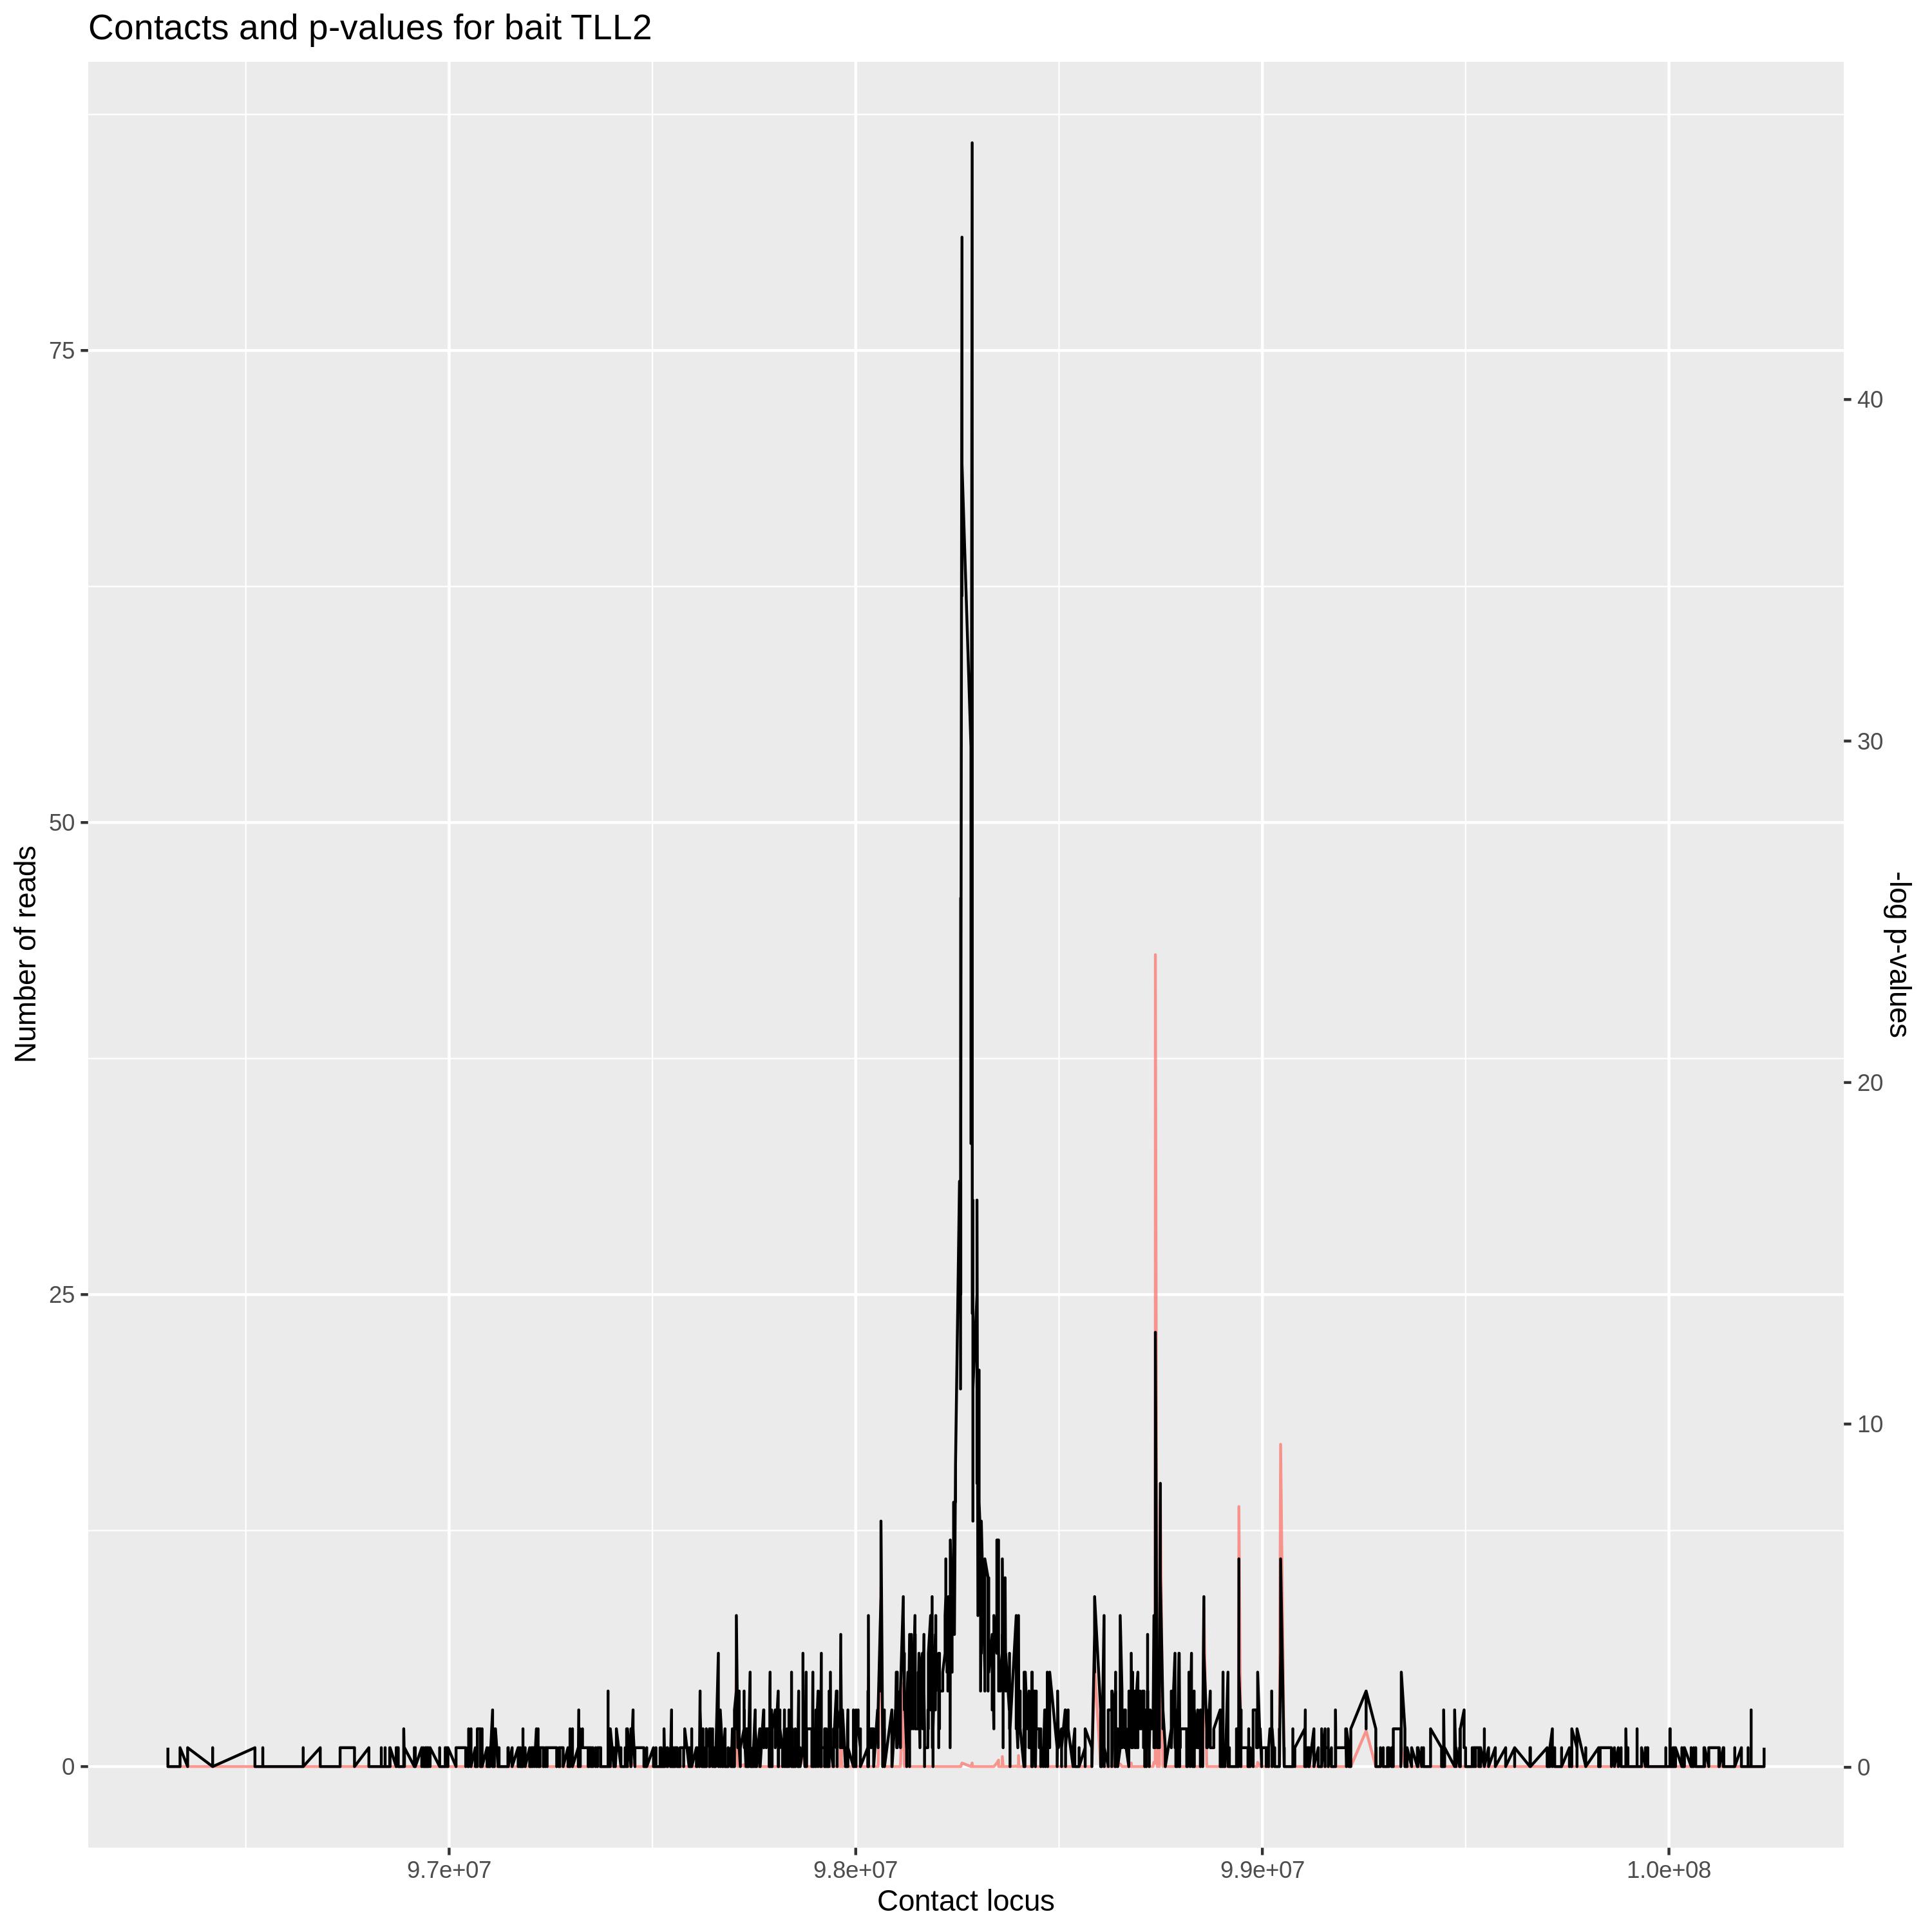 Contacts and p-values for bait TLL2
75
50
25
0
Number of reads
40
30
20
10
0
-log p-values
9.7e+07 9.8e+07 9.9e+07 1.0e+08
Contact locus